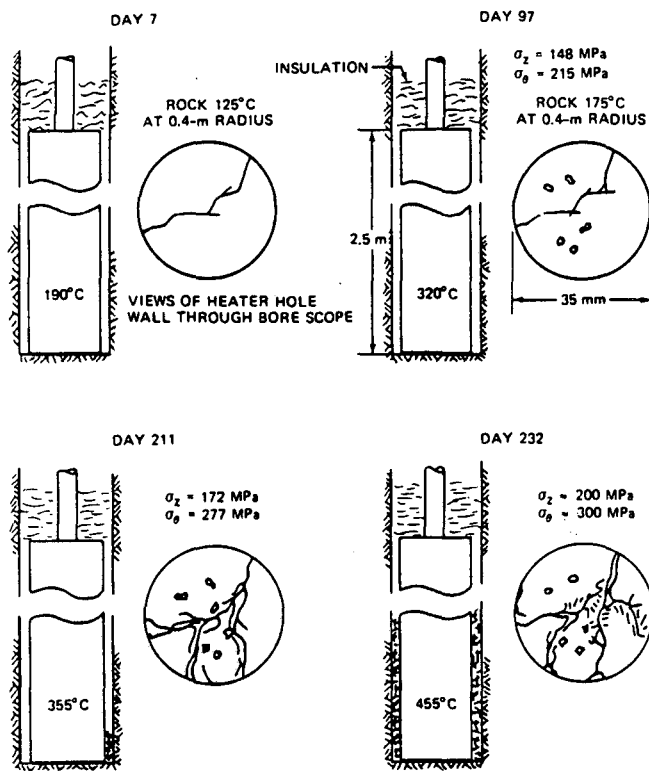 DAY 7
INSULATION
ROCK 125°C
AT 0.4-m RADIUS
190°C
VIEWS OF HEATER HOLE
WALL THROUGH BORE SCOPE
DAY 97
σz = 148 MPa
σθ = 215 MPa
ROCK 175°C
AT 0.4-m RADIUS
2.5 m
320°C
35 mm
DAY 211
σz = 172 MPa
σθ = 277 MPa
355°C
DAY 232
σz = 200 MPa
σθ = 300 MPa
455°C